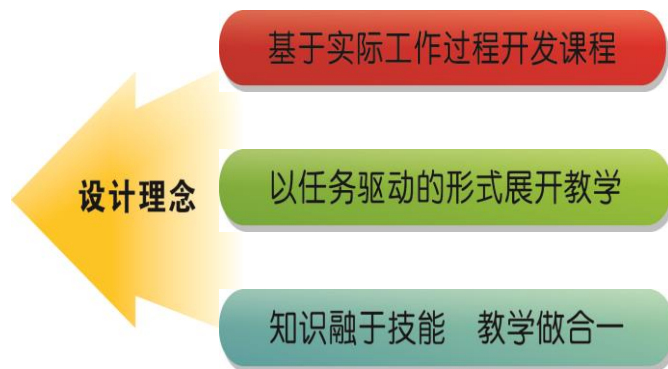 基于实际工作过程开发课程
设计理念
以任务驱动的形式展开教学
知识融于技能　教学做合一